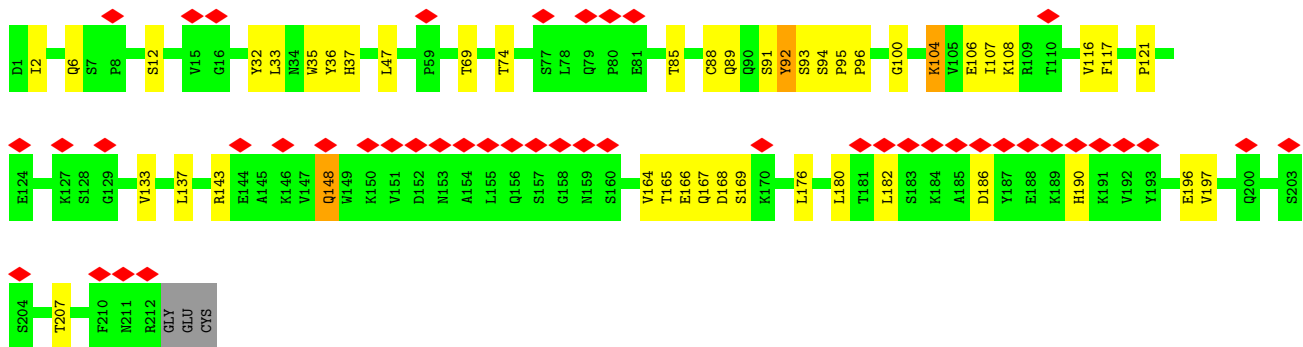 D1 I2 Q6 S7 P8 S12 V15 G16 Y32 L33 N34 W35 Y36 H37 L47 P59 T69 T74 S77 L78 Q79 P80 E81 T85 C88 Q89 Q90 S91 Y92 S93 S94 P95 P96 G100 K104 V105 E106 I107 K108 R109 T110 V116 F117 P121
E124 K127 S128 G129 V133 L137 R143 E144 A145 K146 V147 Q148 W149 K150 V151 D152 N153 A154 L155 Q156 S157 G158 N159 S160 V164 T165 E166 Q167 D168 S169 K170 L176 L180 T181 L182 S183 K184 A185 D186 Y187 E188 K189 H190 K191 V192 Y193 E196 V197 Q200 S203
S204 T207 F210 N211 R212 GLY GLU CYS